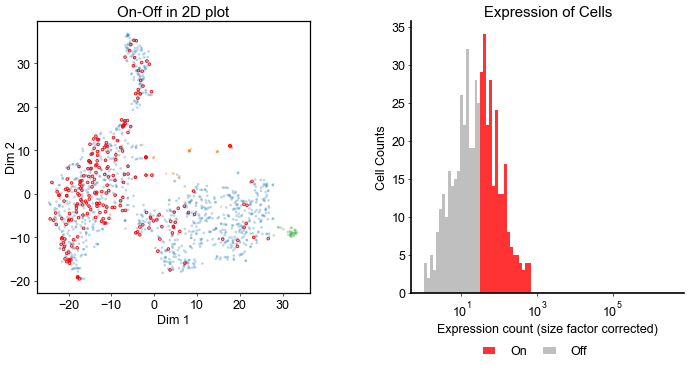 On-Off in 2D plot
Dim 2
30
20
10
0
−10
−20
−20 −10 0 10 20 30
Dim 1
Expression of Cells
Cell Counts
35
30
25
20
15
10
5
0
10^1 10^3 10^5
Expression count (size factor corrected)
On Off